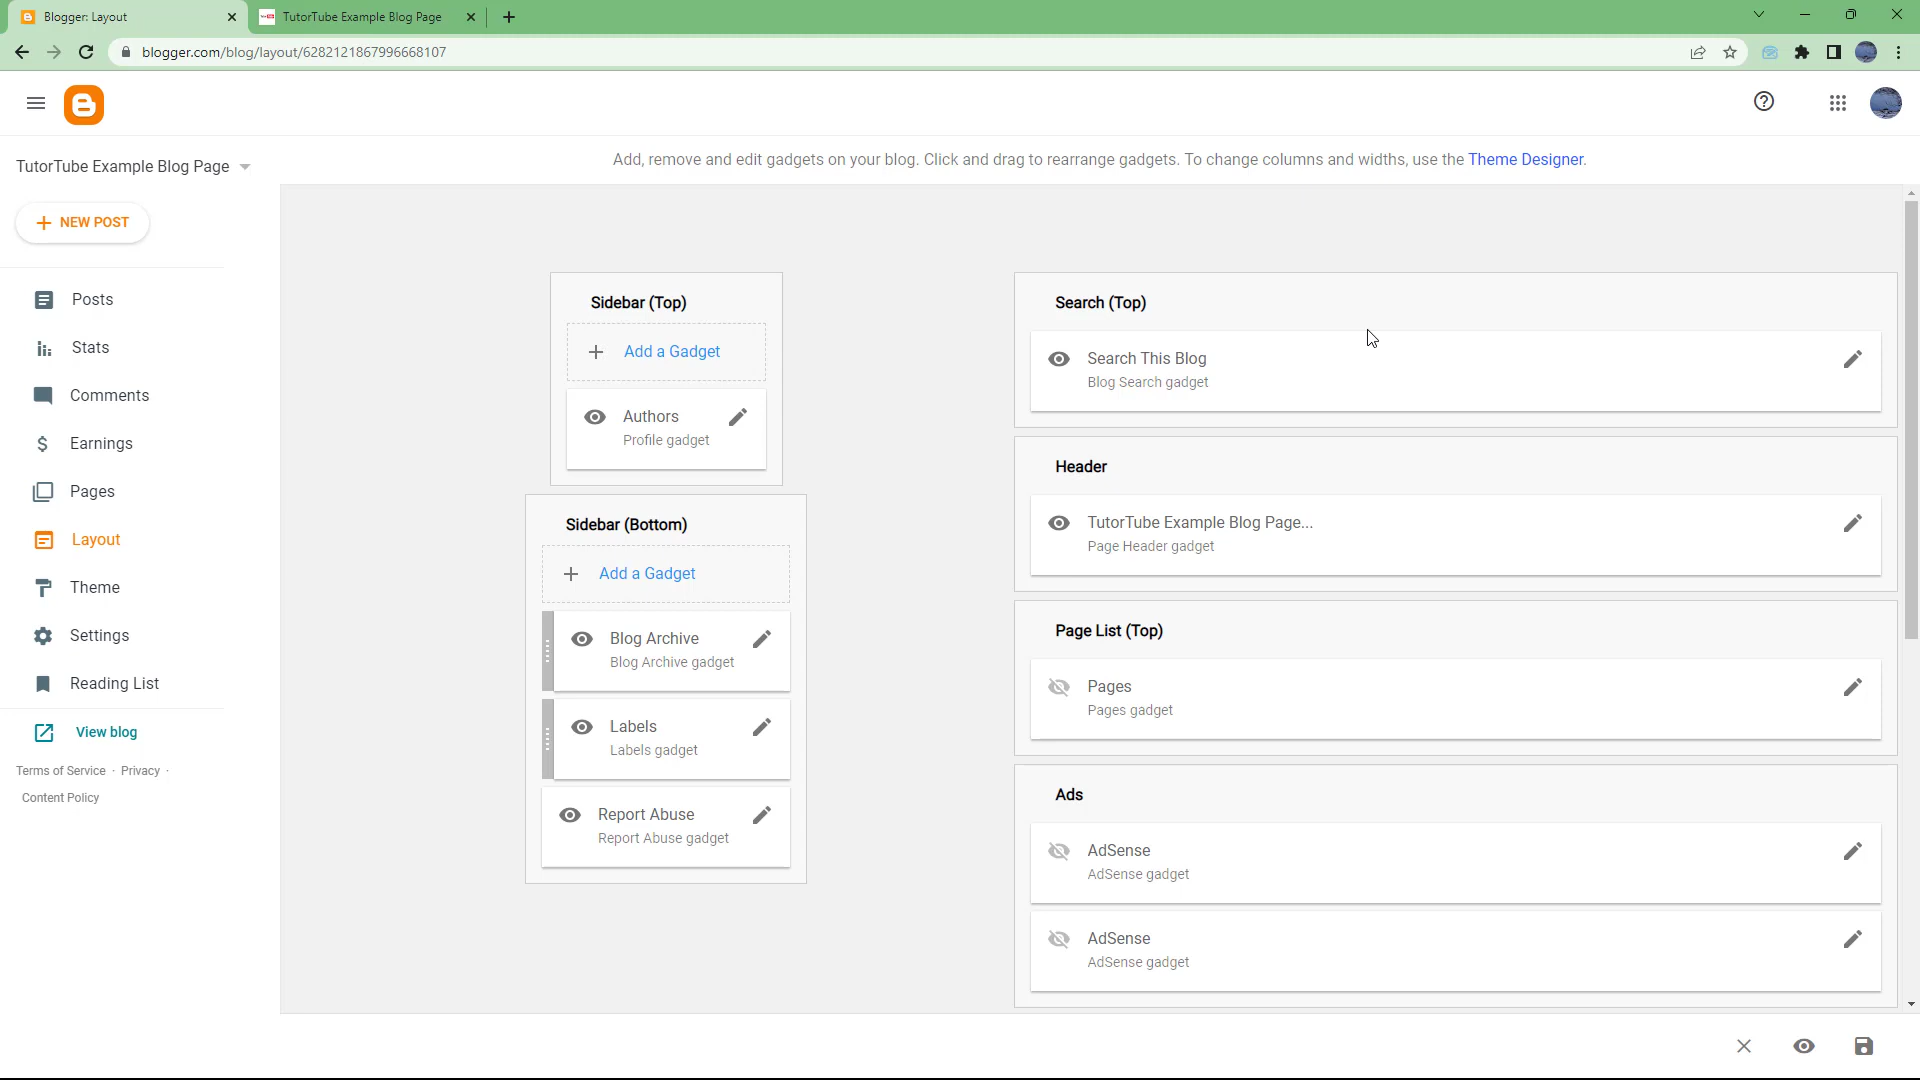 Blogger: Layout
TutorTube Example Blog Page
blogger.com/blog/layout/6282121867996668107
TutorTube Example Blog Page
Add, remove and edit gadgets on your blog. Click and drag to rearrange gadgets. To change columns and widths, use the Theme Designer.
NEW POST
Posts
Stats
Comments
Earnings
Pages
Layout
Theme
Settings
Reading List
View blog
Terms of Service · Privacy ·
Content Policy
Sidebar (Top)
Add a Gadget
Authors
Profile gadget
Sidebar (Bottom)
Add a Gadget
Blog Archive
Blog Archive gadget
Labels
Labels gadget
Report Abuse
Report Abuse gadget
Search (Top)
Search This Blog
Blog Search gadget
Header
TutorTube Example Blog Page...
Page Header gadget
Page List (Top)
Pages
Pages gadget
Ads
AdSense
AdSense gadget
AdSense
AdSense gadget